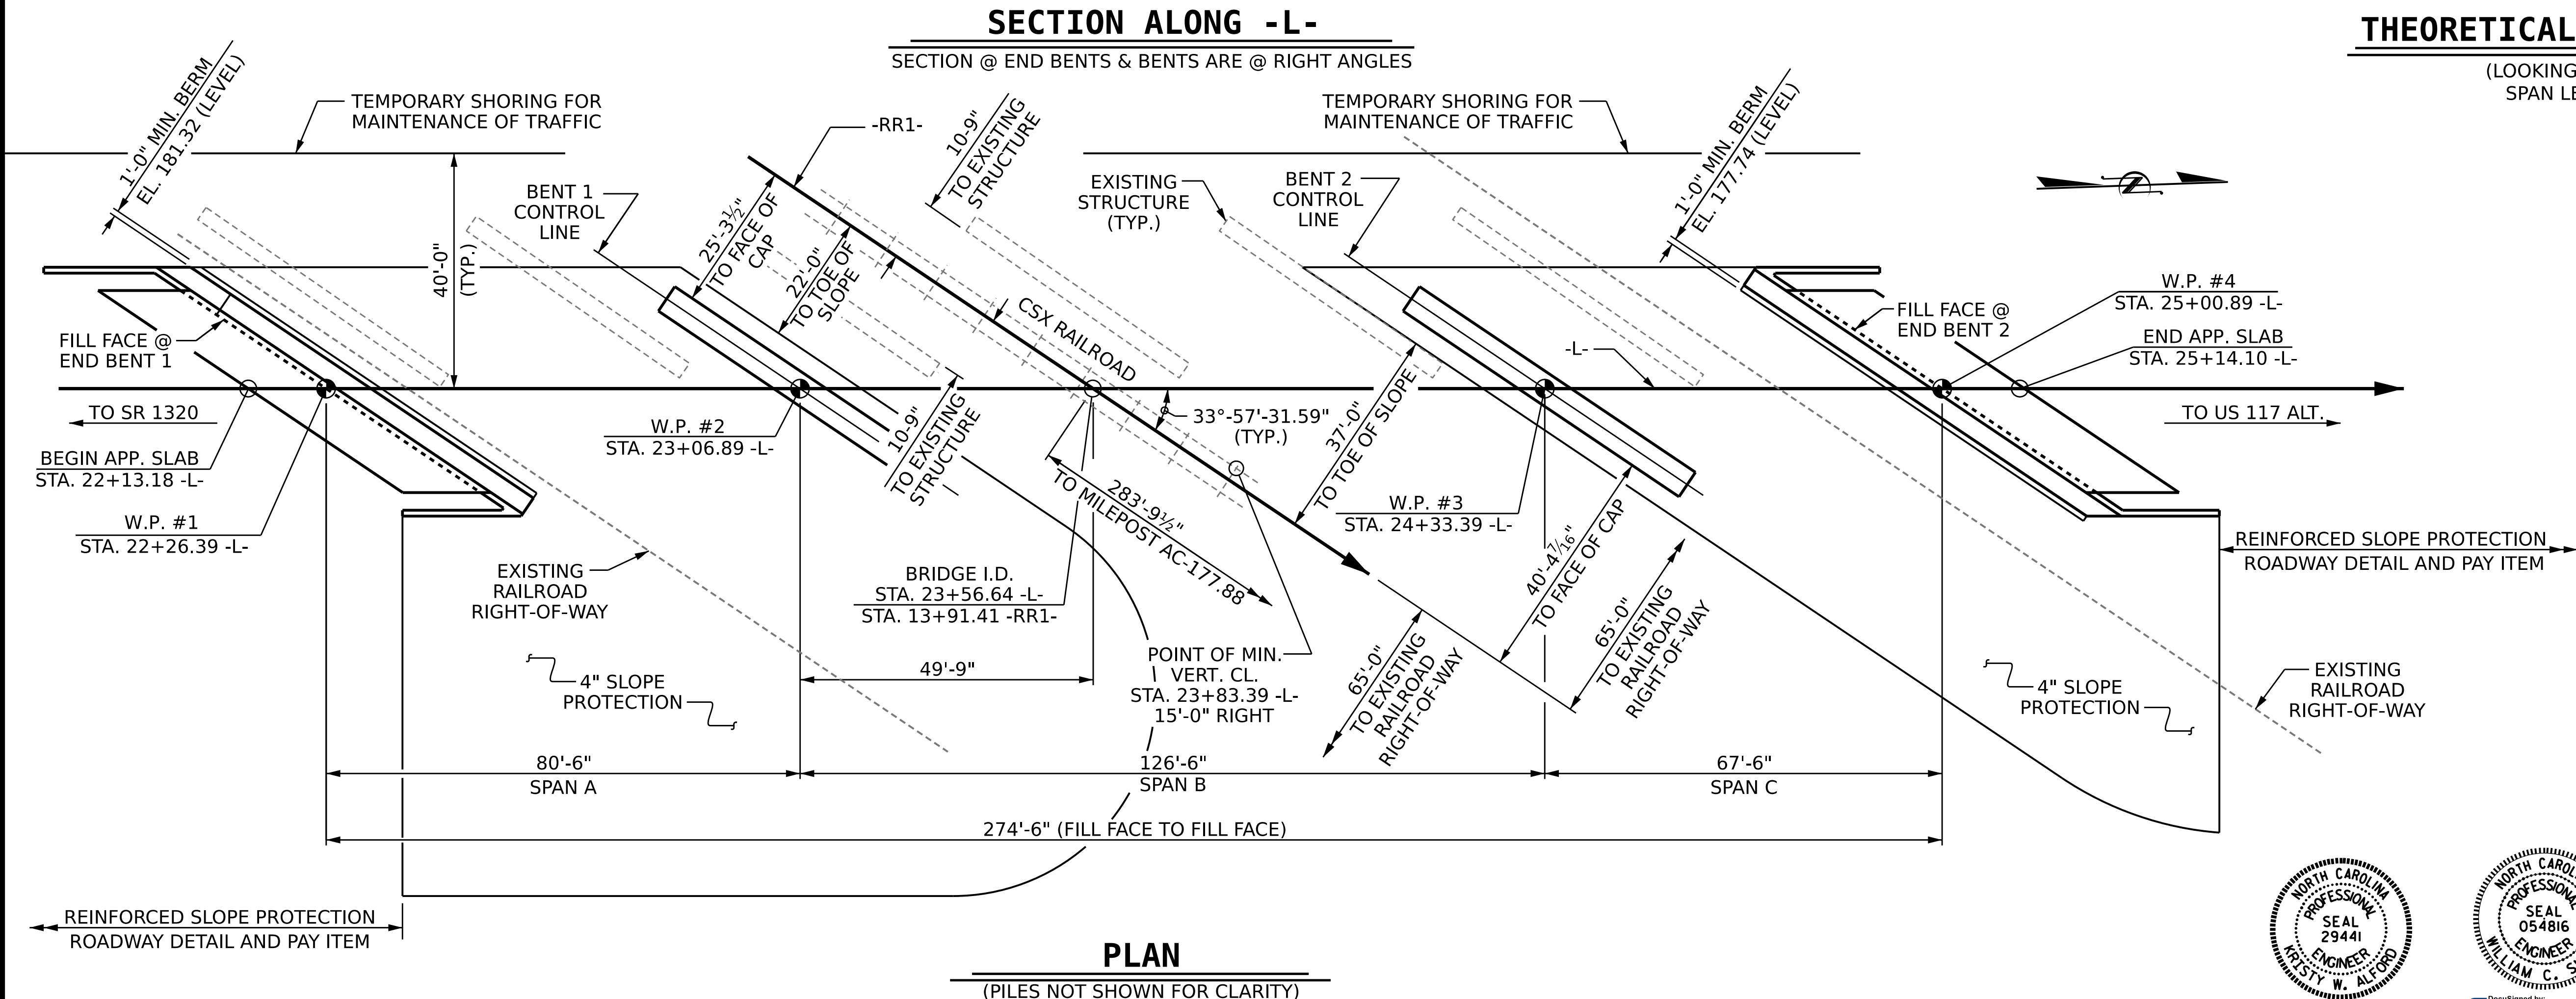 SECTION ALONG -L-
SECTION @ END BENTS & BENTS ARE @ RIGHT ANGLES
THEORETICAL
(LOOKING
SPAN LE
1'-0" MIN. BERM
EL. 181.32 (LEVEL)
TEMPORARY SHORING FOR
MAINTENANCE OF TRAFFIC
-RR1-
10-9"
TO EXISTING
STRUCTURE
TEMPORARY SHORING FOR
MAINTENANCE OF TRAFFIC
1'-0" MIN. BERM
EL. 177.74 (LEVEL)
BENT 1
CONTROL
LINE
40'-0"
(TYP.)
25'-3½"
TO FACE OF
CAP
22'-0"
TO TOE OF
SLOPE
EXISTING
STRUCTURE
(TYP.)
BENT 2
CONTROL
LINE
Z
CSX RAILROAD
W.P. #4
STA. 25+00.89 -L-
FILL FACE @
END BENT 2
END APP. SLAB
STA. 25+14.10 -L-
FILL FACE @
END BENT 1
-L-
TO SR 1320
TO US 117 ALT.
W.P. #2
STA. 23+06.89 -L-
10-9"
TO EXISTING
STRUCTURE
33°-57'-31.59"
(TYP.)
37'-0"
TO TOE OF SLOPE
BEGIN APP. SLAB
STA. 22+13.18 -L-
W.P. #1
STA. 22+26.39 -L-
283'-9½"
TO MILEPOST AC-177.88
W.P. #3
STA. 24+33.39 -L-
40'-4⁷⁄₁₆"
TO FACE OF CAP
REINFORCED SLOPE PROTECTION
ROADWAY DETAIL AND PAY ITEM
EXISTING
RAILROAD
RIGHT-OF-WAY
BRIDGE I.D.
STA. 23+56.64 -L-
STA. 13+91.41 -RR1-
65'-0"
TO EXISTING
RAILROAD
RIGHT-OF-WAY
65'-0"
TO EXISTING
RAILROAD
RIGHT-OF-WAY
4" SLOPE
PROTECTION
49'-9"
POINT OF MIN.
VERT. CL.
STA. 23+83.39 -L-
15'-0" RIGHT
4" SLOPE
PROTECTION
EXISTING
RAILROAD
RIGHT-OF-WAY
80'-6"
SPAN A
126'-6"
SPAN B
67'-6"
SPAN C
274'-6" (FILL FACE TO FILL FACE)
REINFORCED SLOPE PROTECTION
ROADWAY DETAIL AND PAY ITEM
PLAN
(PILES NOT SHOWN FOR CLARITY)
NORTH CAROLINA
PROFESSIONAL
SEAL
29441
ENGINEER
KRISTY W. ALFORD
NORTH CAROLI
PROFESSIONAL
SEAL
054816
ENGINEER
WILLIAM C. S
DocuSigned by: